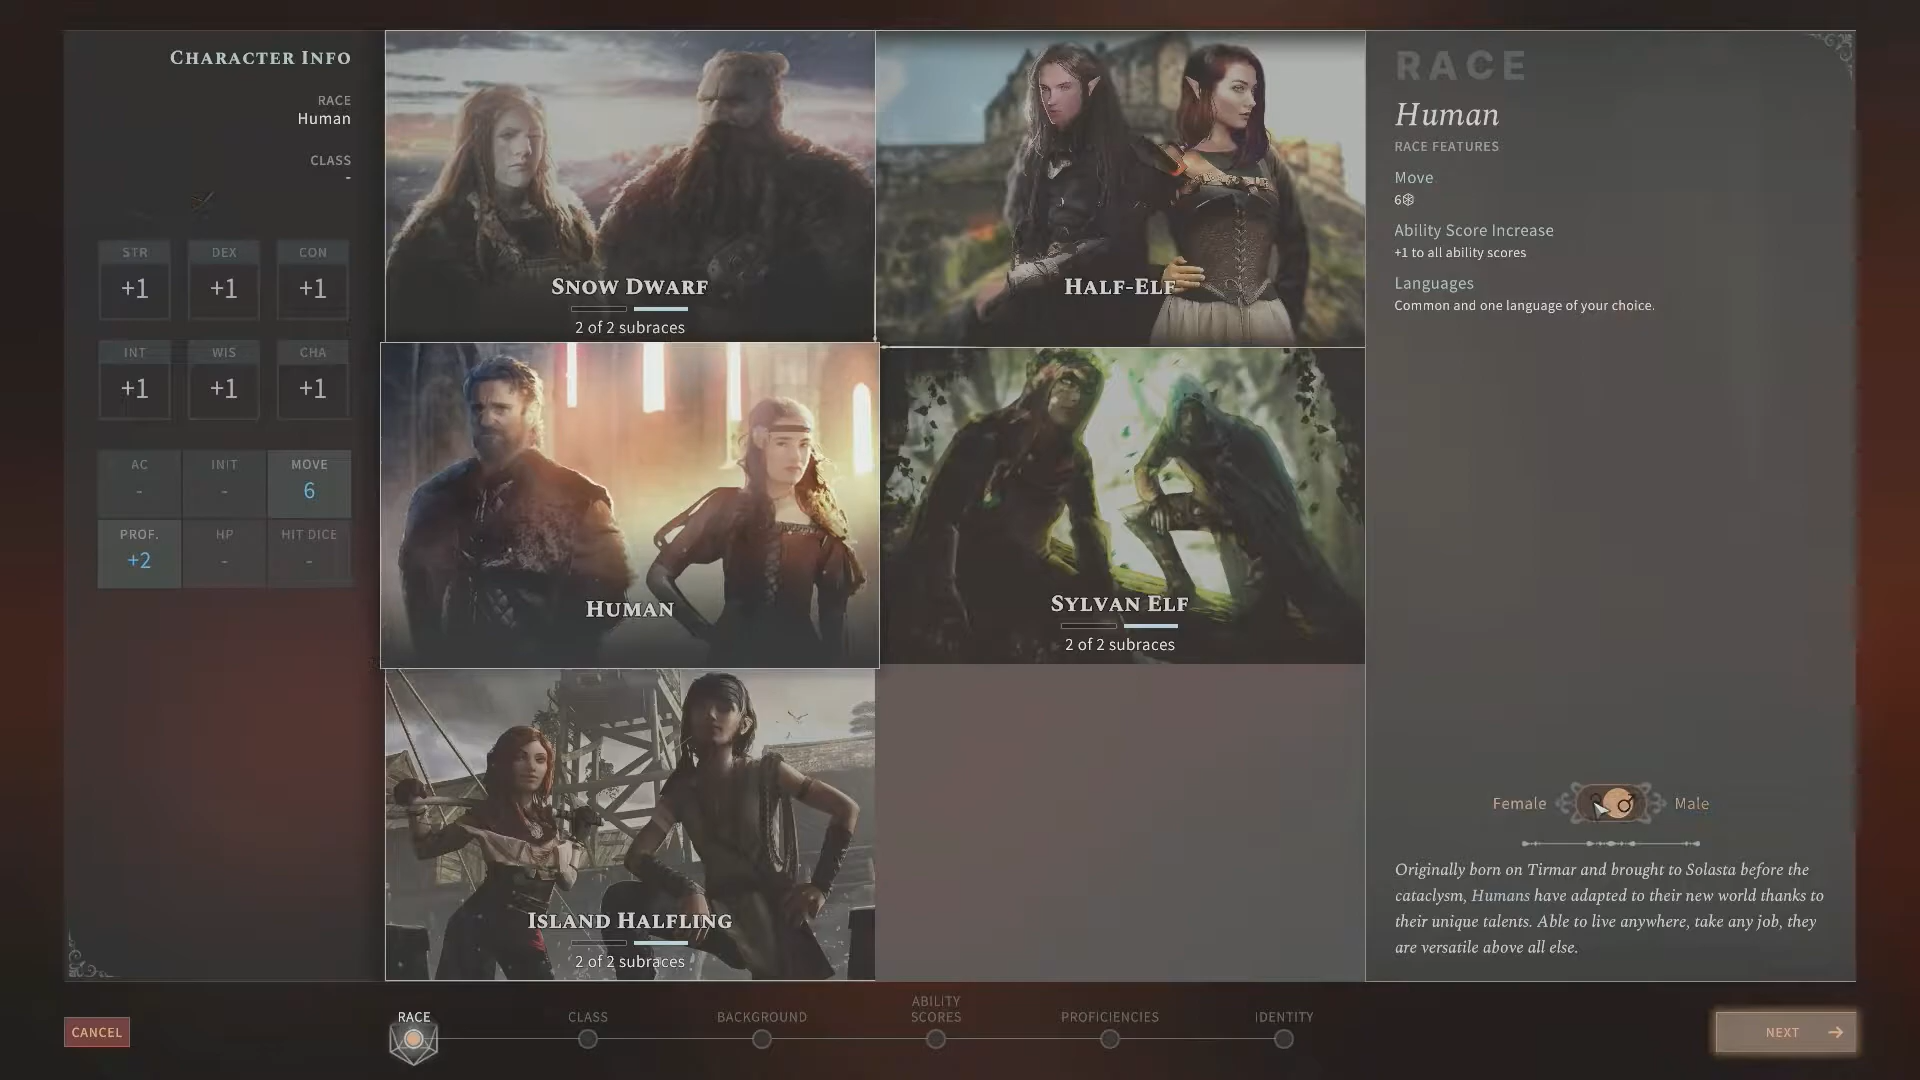 CHARACTER INFO
RACE
Human
CLASS
-
STR
DEX
CON
+1
+1
+1
INT
WIS
CHA
+1
+1
+1
AC
INIT
MOVE
-
-
6
PROF.
HP
HIT DICE
+2
-
-
SNOW DWARF
2 of 2 subraces
HALF-ELF
HUMAN
SYLVAN ELF
2 of 2 subraces
ISLAND HALFLING
2 of 2 subraces
RACE
Human
RACE FEATURES
Move
6
Ability Score Increase
+1 to all ability scores
Languages
Common and one language of your choice.
Female
Male
Originally born on Tirmar and brought to Solasta before the
cataclysm, Humans have adapted to their new world thanks to
their unique talents. Able to live anywhere, take any job, they
are versatile above all else.
CANCEL
RACE
CLASS
BACKGROUND
ABILITY
SCORES
PROFICIENCIES
IDENTITY
NEXT